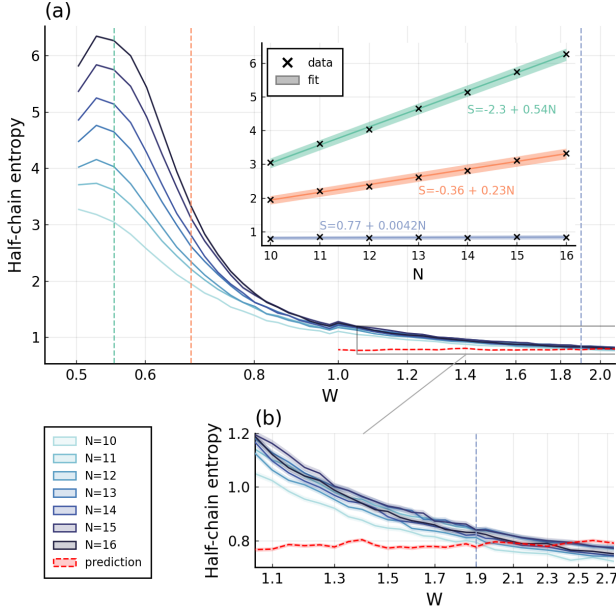 (a)
Half-chain entropy
6
5
4
3
2
1
0.5
0.6
0.8
1.0
1.2
1.4
1.6
1.8
2.0
W
data
fit
6
5
4
3
2
1
S=-2.3 + 0.54N
S=-0.36 + 0.23N
S=0.77 + 0.0042N
10
11
12
13
14
15
16
N
N=10
N=11
N=12
N=13
N=14
N=15
N=16
prediction
(b)
Half-chain entropy
1.2
1.0
0.8
1.1
1.3
1.5
1.7
1.9
2.1
2.3
2.5
2.7
W